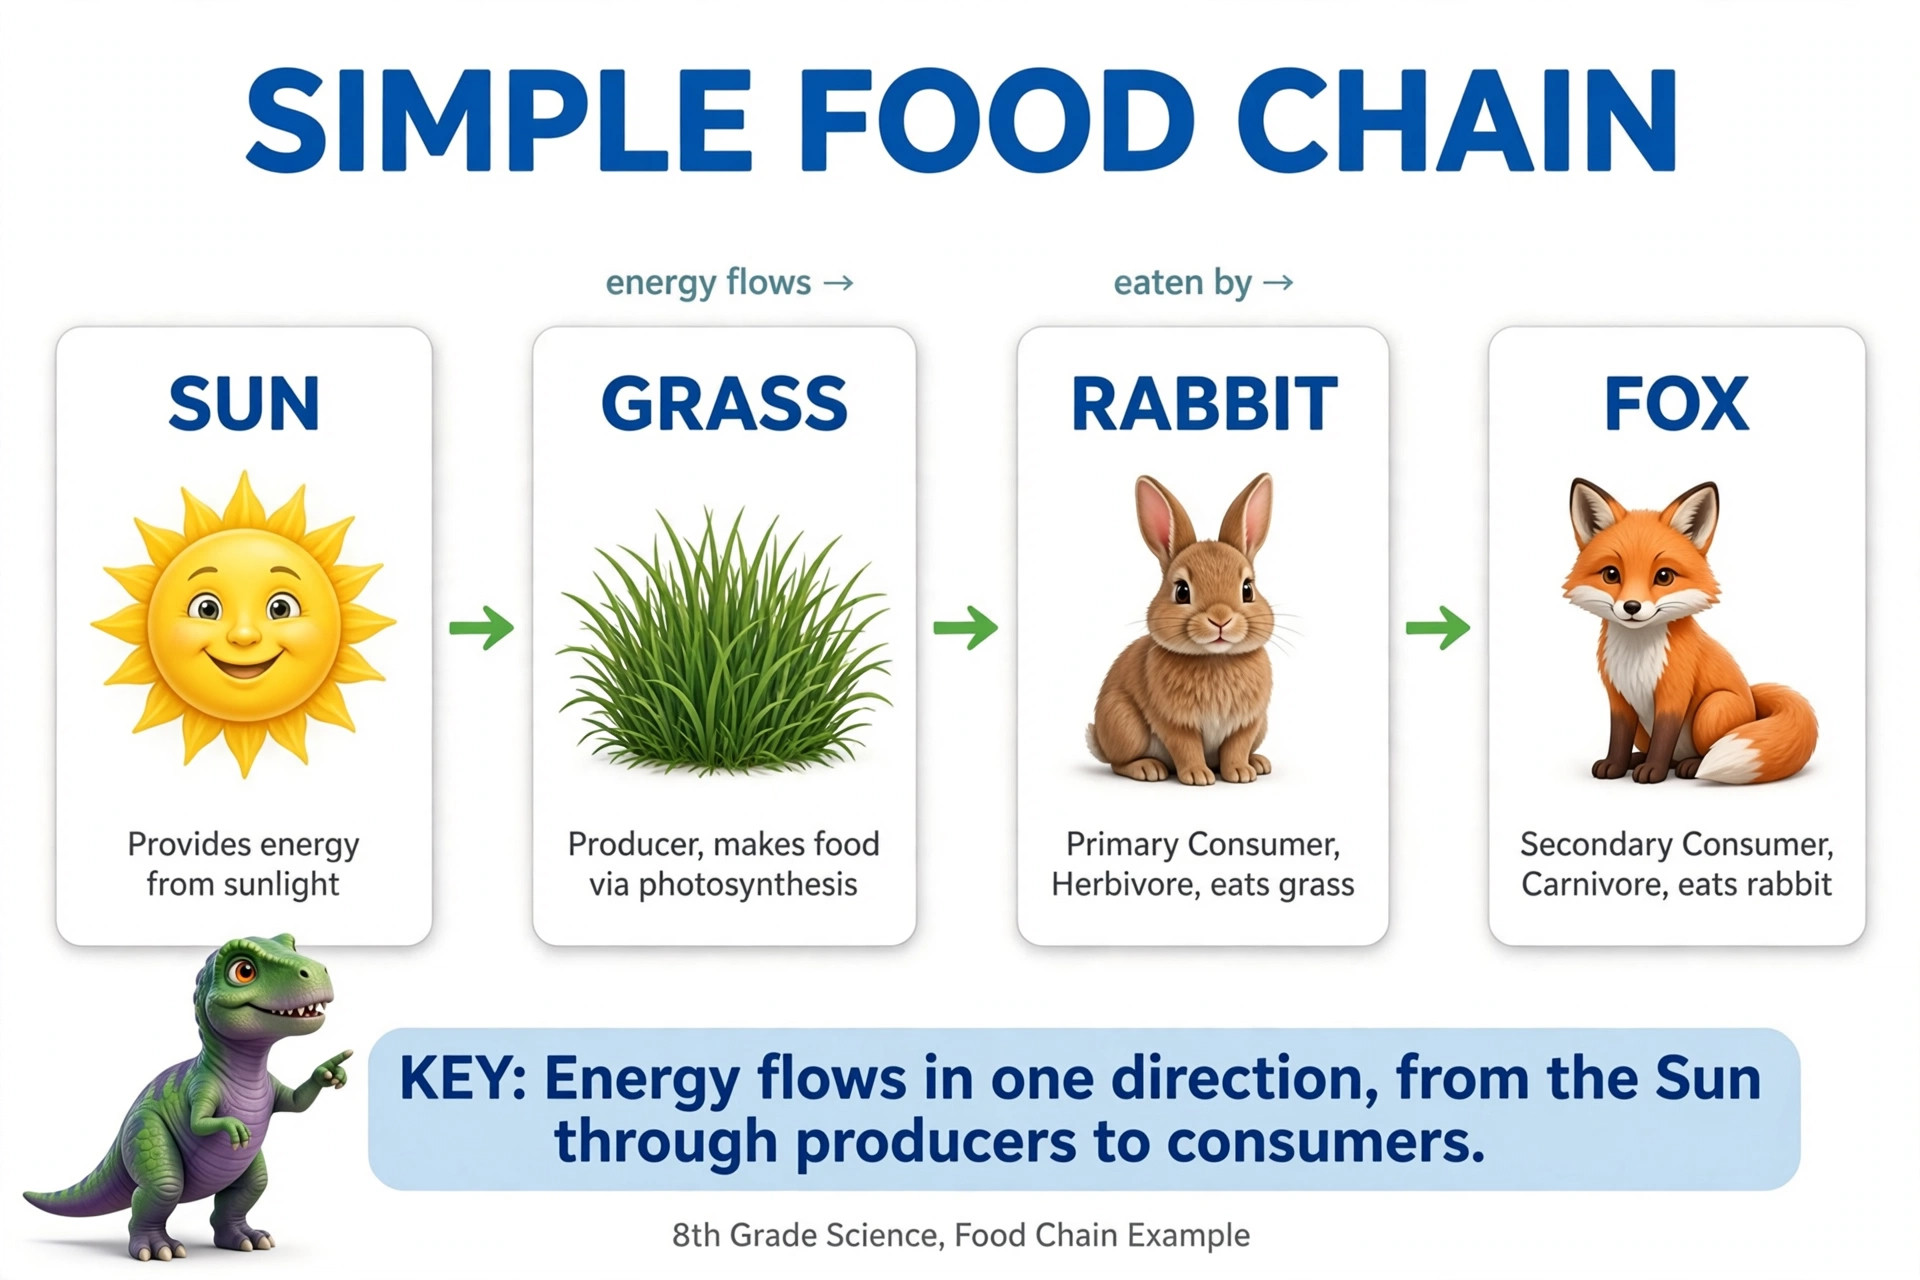 SIMPLE FOOD CHAIN
energy flows →
eaten by →
SUN
GRASS
RABBIT
FOX
Provides energy
from sunlight
Producer, makes food
via photosynthesis
Primary Consumer,
Herbivore, eats grass
Secondary Consumer,
Carnivore, eats rabbit
KEY: Energy flows in one direction, from the Sun
through producers to consumers.
8th Grade Science, Food Chain Example